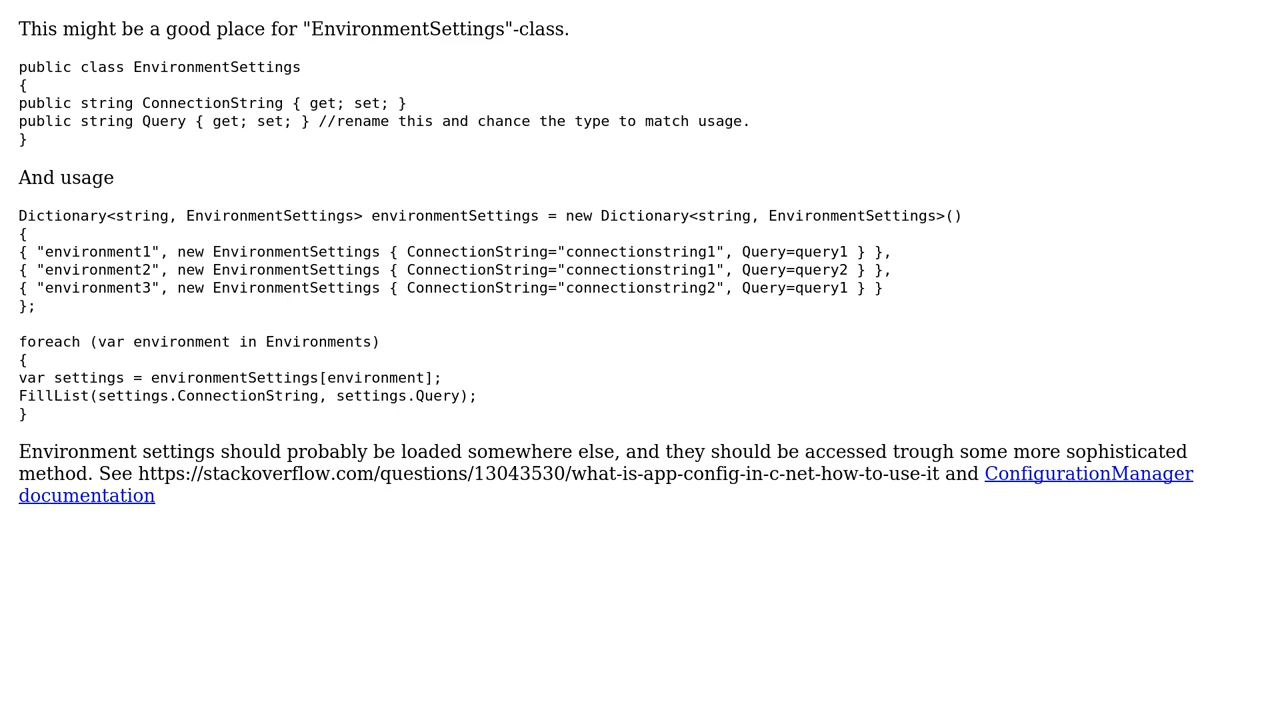 This might be a good place for "EnvironmentSettings"-class.
public class EnvironmentSettings
{
public string ConnectionString { get; set; }
public string Query { get; set; } //rename this and chance the type to match usage.
}
And usage
Dictionary<string, EnvironmentSettings> environmentSettings = new Dictionary<string, EnvironmentSettings>()
{
{ "environment1", new EnvironmentSettings { ConnectionString="connectionstring1", Query=query1 } },
{ "environment2", new EnvironmentSettings { ConnectionString="connectionstring1", Query=query2 } },
{ "environment3", new EnvironmentSettings { ConnectionString="connectionstring2", Query=query1 } }
};
foreach (var environment in Environments)
{
var settings = environmentSettings[environment];
FillList(settings.ConnectionString, settings.Query);
}
Environment settings should probably be loaded somewhere else, and they should be accessed trough some more sophisticated
method. See https://stackoverflow.com/questions/13043530/what-is-app-config-in-c-net-how-to-use-it and ConfigurationManager
documentation